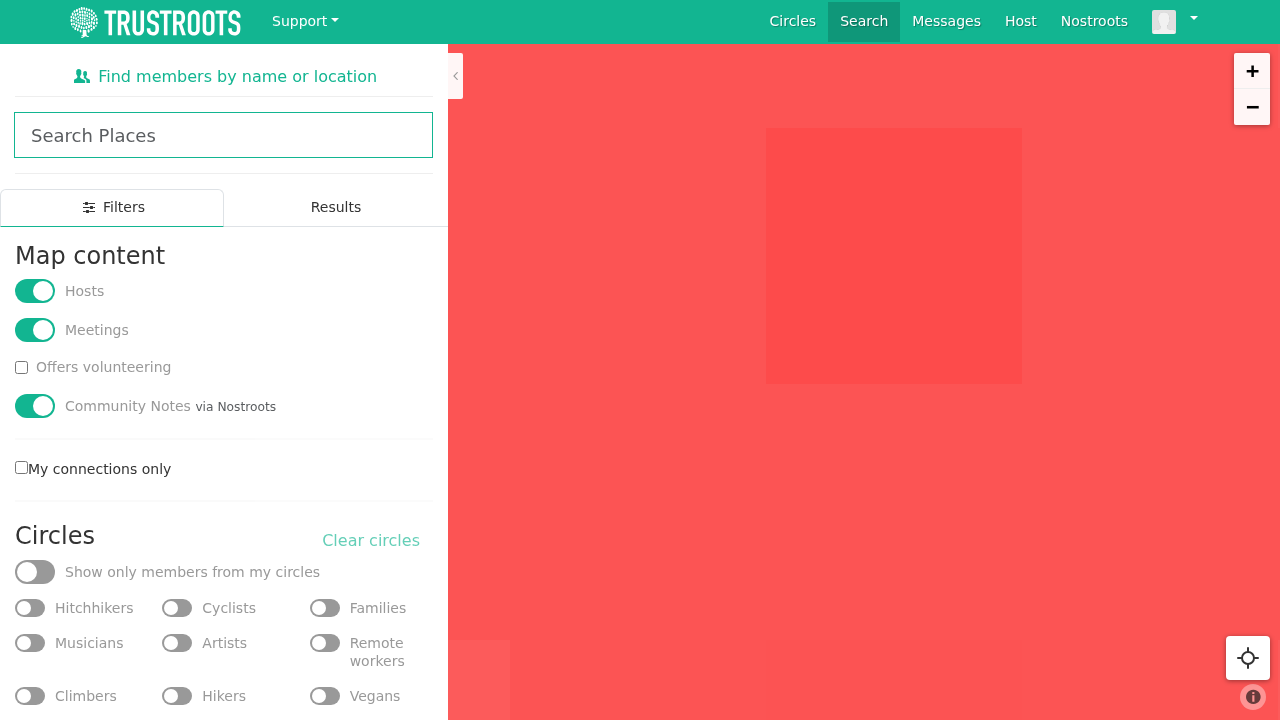 TRUSTROOTS
Support
Circles
Search
Messages
Host
Nostroots
Find members by name or location
Search Places
Filters
Results
Map content
Hosts
Meetings
Offers volunteering
Community Notes via Nostroots
My connections only
Circles
Clear circles
Show only members from my circles
Hitchhikers
Cyclists
Families
Musicians
Artists
Remote
workers
Climbers
Hikers
Vegans
+
−